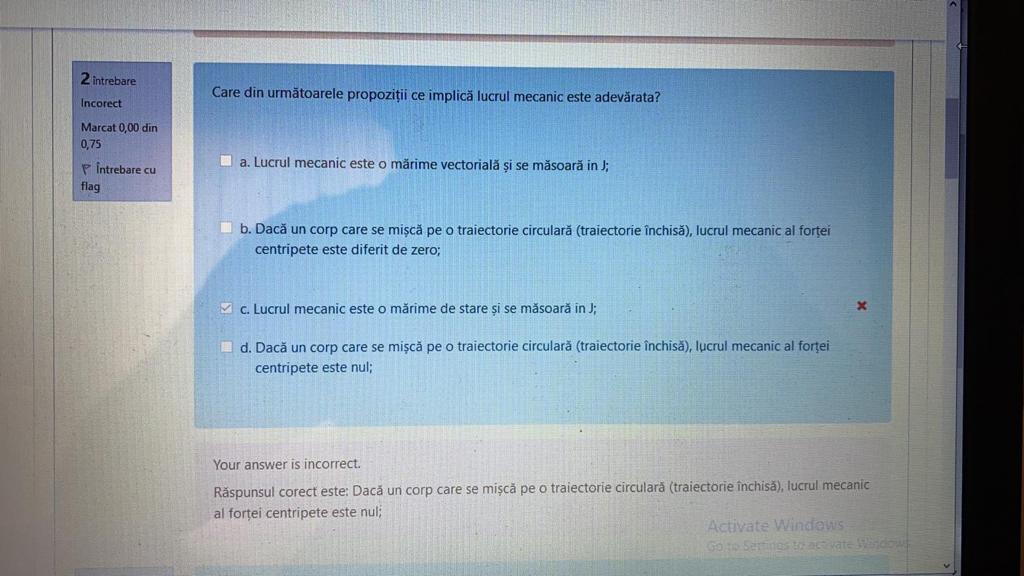 2 întrebare
Incorect
Marcat 0,00 din
0,75
Întrebare cu
flag
Care din următoarele propoziții ce implică lucrul mecanic este adevărata?
a. Lucrul mecanic este o mărime vectorială și se măsoară in J;
b. Dacă un corp care se mișcă pe o traiectorie circulară (traiectorie închisă), lucrul mecanic al forței
centripete este diferit de zero;
c. Lucrul mecanic este o mărime de stare și se măsoară in J;
d. Dacă un corp care se mișcă pe o traiectorie circulară (traiectorie închisă), lucrul mecanic al forței
centripete este nul;
Your answer is incorrect.
Răspunsul corect este: Dacă un corp care se mișcă pe o traiectorie circulară (traiectorie închisă), lucrul mecanic
al forței centripete este nul;
Activate Windows
Go to Settings to activate Windows